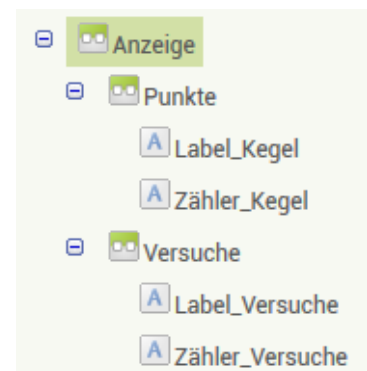 Anzeige
Punkte
A Label_Kegel
A Zähler_Kegel
Versuche
A Label_Versuche
A Zähler_Versuche